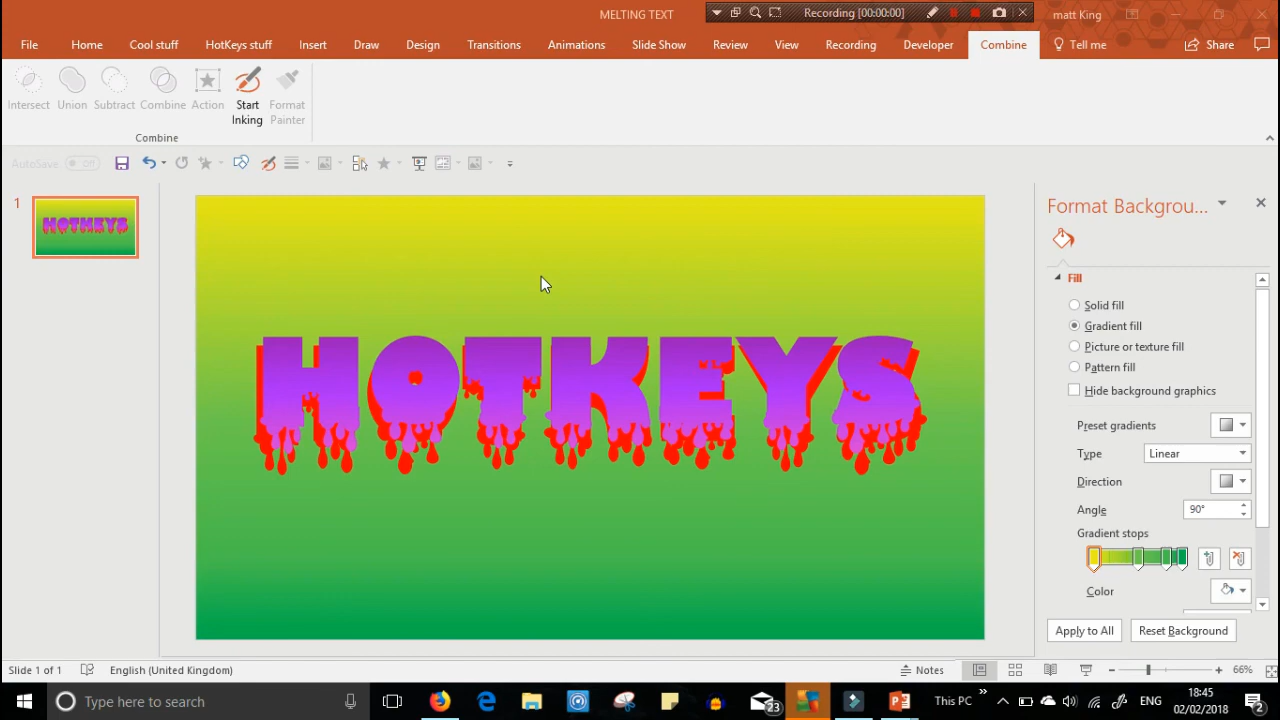 MELTING TEXT
Recording [00:00:00]
matt King
File Home Cool stuff HotKeys stuff Insert Draw Design Transitions Animations Slide Show Review View Recording Developer Combine Tell me Share
Intersect Union Subtract Combine Action Start Inking Format Painter
Combine
AutoSave Off
1
HOTKEYS
HOTKEYS
Format Backgrou...
Fill
Solid fill
Gradient fill
Picture or texture fill
Pattern fill
Hide background graphics
Preset gradients
Type Linear
Direction
Angle 90°
Gradient stops
Color
Apply to All Reset Background
Slide 1 of 1 English (United Kingdom) Notes 66%
Type here to search 23 This PC ENG 18:45
02/02/2018 2